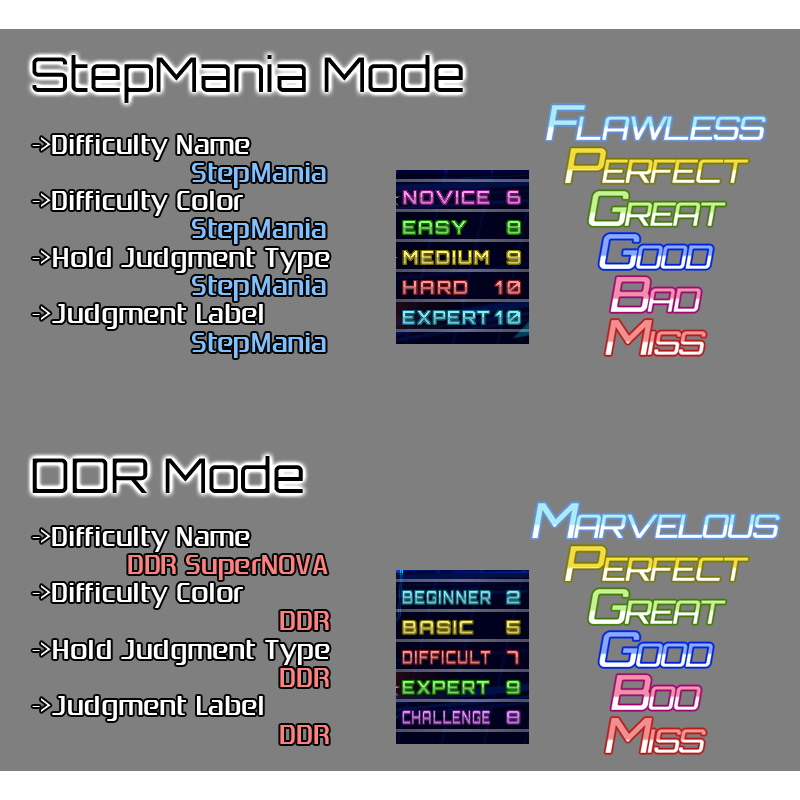 StepMania Mode
->Difficulty Name
StepMania
->Difficulty Color
StepMania
->Hold Judgment Type
StepMania
->Judgment Label
StepMania
NOVICE 6
EASY 8
MEDIUM 9
HARD 10
EXPERT 10
FLAWLESS
PERFECT
GREAT
GOOD
BAD
MISS
DDR Mode
->Difficulty Name
DDR SuperNOVA
->Difficulty Color
DDR
->Hold Judgment Type
DDR
->Judgment Label
DDR
BEGINNER 2
BASIC 5
DIFFICULT 7
EXPERT 9
CHALLENGE 8
MARVELOUS
PERFECT
GREAT
GOOD
BOO
MISS